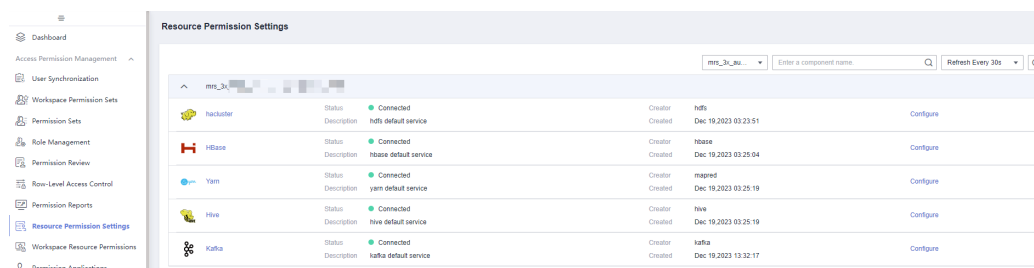 Dashboard
Access Permission Management
User Synchronization
Workspace Permission Sets
Permission Sets
Role Management
Permission Review
Row-Level Access Control
Permission Reports
Resource Permission Settings
Workspace Resource Permissions
Permission Applications
Resource Permission Settings
mrs_3x_au... Enter a component name. Refresh Every 30s
mrs_3x_
hacluster Status Connected Creator hdfs Configure
Description hdfs default service Created Dec 19,2023 03:23:51
HBase Status Connected Creator hbase Configure
Description hbase default service Created Dec 19,2023 03:25:04
Yarn Status Connected Creator mapred Configure
Description yarn default service Created Dec 19,2023 03:25:19
Hive Status Connected Creator hive Configure
Description hive default service Created Dec 19,2023 03:25:19
Kafka Status Connected Creator kafka Configure
Description kafka default service Created Dec 19,2023 13:32:17